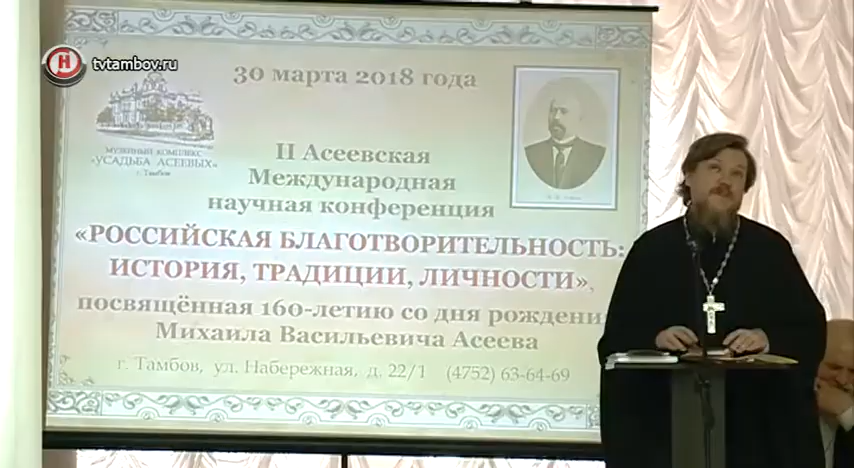 tvtambov.ru
30 марта 2018 года
МУЗЕЙНЫЙ КОМПЛЕКС
«УСАДЬБА АСЕЕВЫХ»
г. Тамбов
II Асеевская
Международная
научная конференция
«РОССИЙСКАЯ БЛАГОТВОРИТЕЛЬНОСТЬ:
ИСТОРИЯ, ТРАДИЦИИ, ЛИЧНОСТИ»,
посвящённая 160-летию со дня рождения
Михаила Васильевича Асеева
г. Тамбов, ул. Набережная, д. 22/1 (4752) 63-64-69